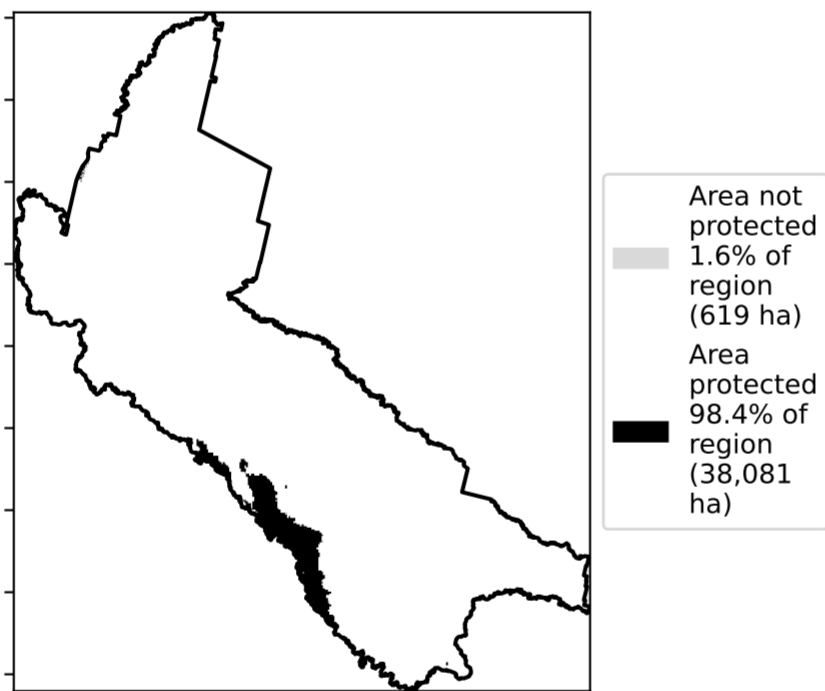 Area not
protected
1.6% of
region
(619 ha)
Area
protected
98.4% of
region
(38,081
ha)